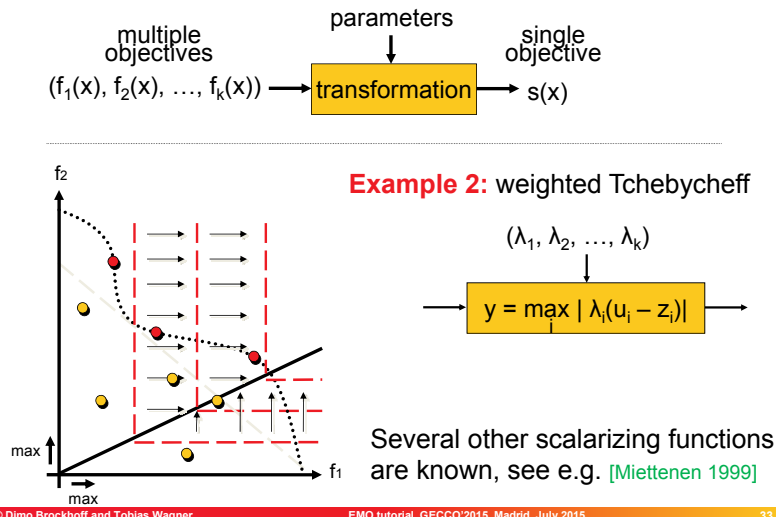 multiple
objectives
parameters
single
objective
(f₁(x), f₂(x), …, fₖ(x))
transformation
s(x)
f₂
Example 2: weighted Tchebycheff
(λ₁, λ₂, …, λₖ)
y = max | λᵢ(uᵢ – zᵢ)|
i
max
f₁
max
Several other scalarizing functions
are known, see e.g. [Miettenen 1999]
© Dimo Brockhoff and Tobias Wagner
EMO tutorial, GECCO'2015, Madrid, July 2015
33